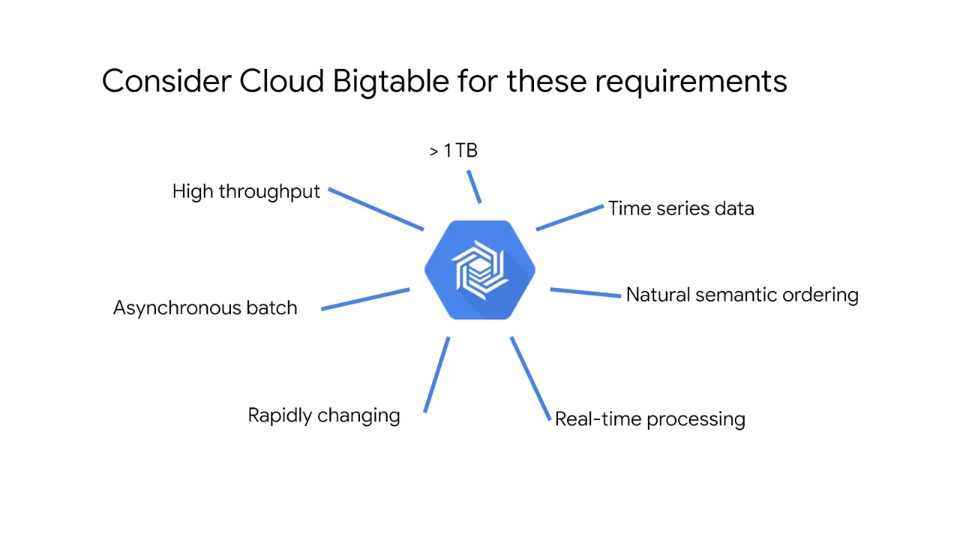 Consider Cloud Bigtable for these requirements
> 1 TB
High throughput
Time series data
Natural semantic ordering
Asynchronous batch
Rapidly changing
Real-time processing